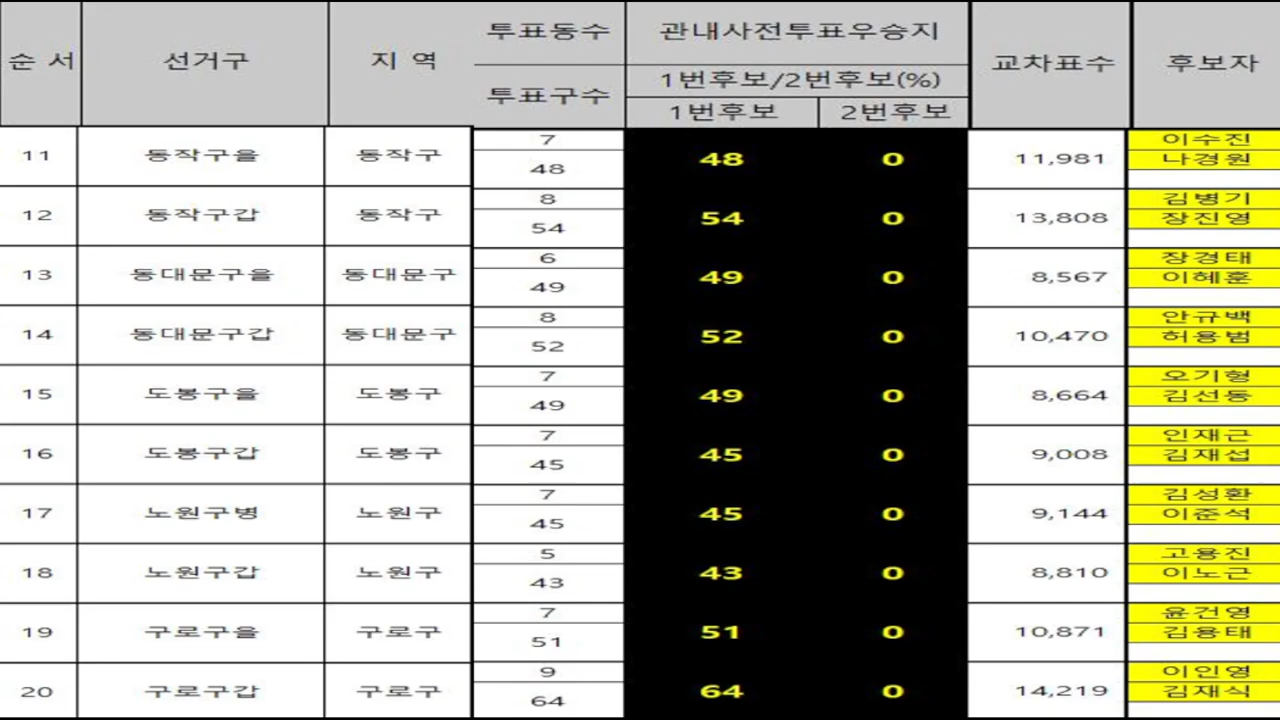 순 서 선거구 지 역 투표동수 관내사전투표우승지 교차표수 후보자
투표구수 1번후보/2번후보(%)
1번후보 2번후보
11 동작구을 동작구 7 48 0 11,981 이수진
48 나경원
12 동작구갑 동작구 8 54 0 13,808 김병기
54 장진영
13 동대문구을 동대문구 6 49 0 8,567 장경태
49 이혜훈
14 동대문구갑 동대문구 8 52 0 10,470 안규백
52 허용범
15 도봉구을 도봉구 7 49 0 8,664 오기형
49 김선동
16 도봉구갑 도봉구 7 45 0 9,008 인재근
45 김재섭
17 노원구병 노원구 7 45 0 9,144 김성환
45 이준석
18 노원구갑 노원구 5 43 0 8,810 고용진
43 이노근
19 구로구을 구로구 7 51 0 10,871 윤건영
51 김용태
20 구로구갑 구로구 9 64 0 14,219 이인영
64 김재식